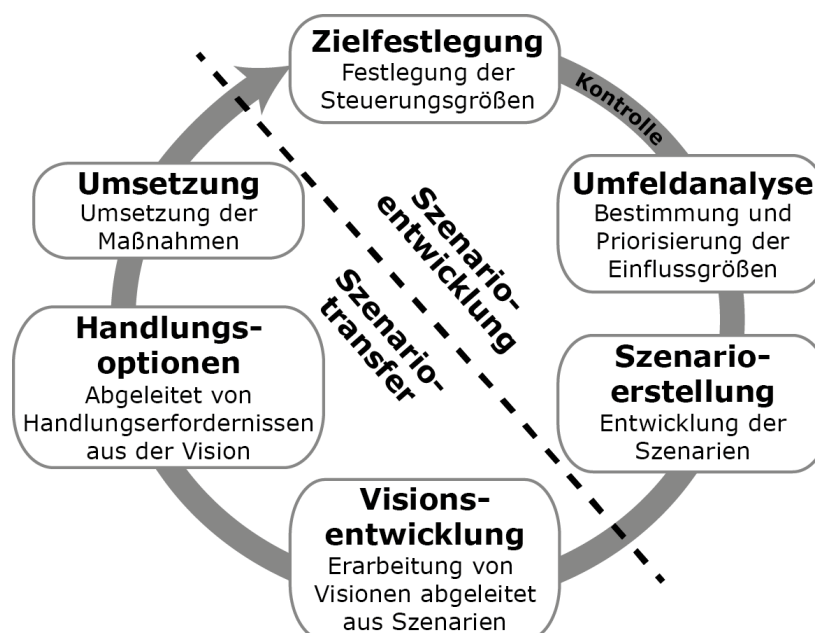 Zielfestlegung
Festlegung der
Steuerungsgrößen
Kontrolle
Umfeldanalyse
Bestimmung und
Priorisierung der
Einflussgrößen
Szenario-
erstellung
Entwicklung der
Szenarien
Visions-
entwicklung
Erarbeitung von
Visionen abgeleitet
aus Szenarien
Handlungs-
optionen
Abgeleitet von
Handlungserfordernissen
aus der Vision
Umsetzung
Umsetzung der
Maßnahmen
Szenario-
entwicklung
Szenario-
transfer